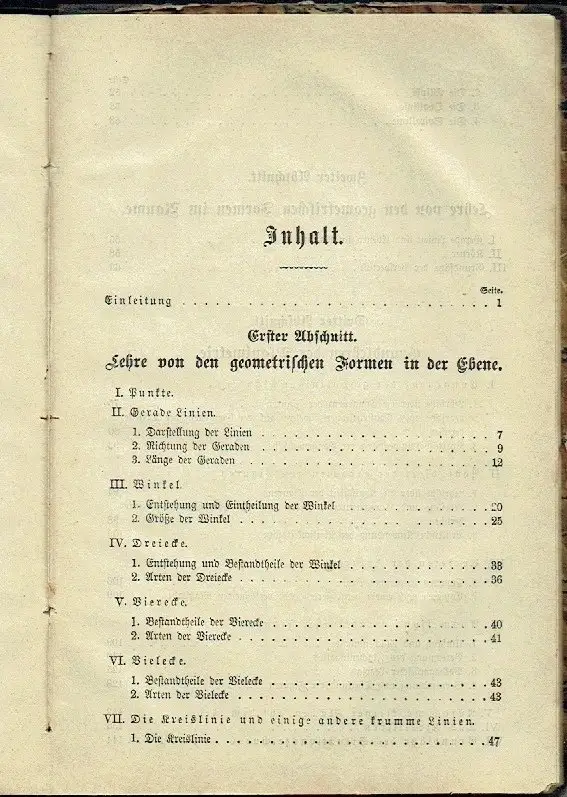 Inhalt.
Seite.
Einleitung . . . . . . . . . . . . . . . . . . . . . 1
Erster Abschnitt.
Lehre von den geometrischen Formen in der Ebene.
I. Punkte.
II. Gerade Linien.
1. Darstellung der Linien . . . . . . . . . . . . . . . 7
2. Richtung der Geraden . . . . . . . . . . . . . . . 9
3. Länge der Geraden . . . . . . . . . . . . . . . . 12
III. Winkel.
1. Entstehung und Eintheilung der Winkel . . . . . . . . . 20
2. Größe der Winkel . . . . . . . . . . . . . . . . 25
IV. Dreiecke.
1. Entstehung und Bestandtheile der Winkel . . . . . . . . 33
2. Arten der Dreiecke . . . . . . . . . . . . . . . . 36
V. Vierecke.
1. Bestandtheile der Vierecke . . . . . . . . . . . . . 40
2. Arten der Vierecke . . . . . . . . . . . . . . . . 41
VI. Vielecke.
1. Bestandtheile der Vielecke . . . . . . . . . . . . . 43
2. Arten der Vielecke . . . . . . . . . . . . . . . . 43
VII. Die Kreislinie und einige andere krumme Linien.
1. Die Kreislinie . . . . . . . . . . . . . . . . . . 47